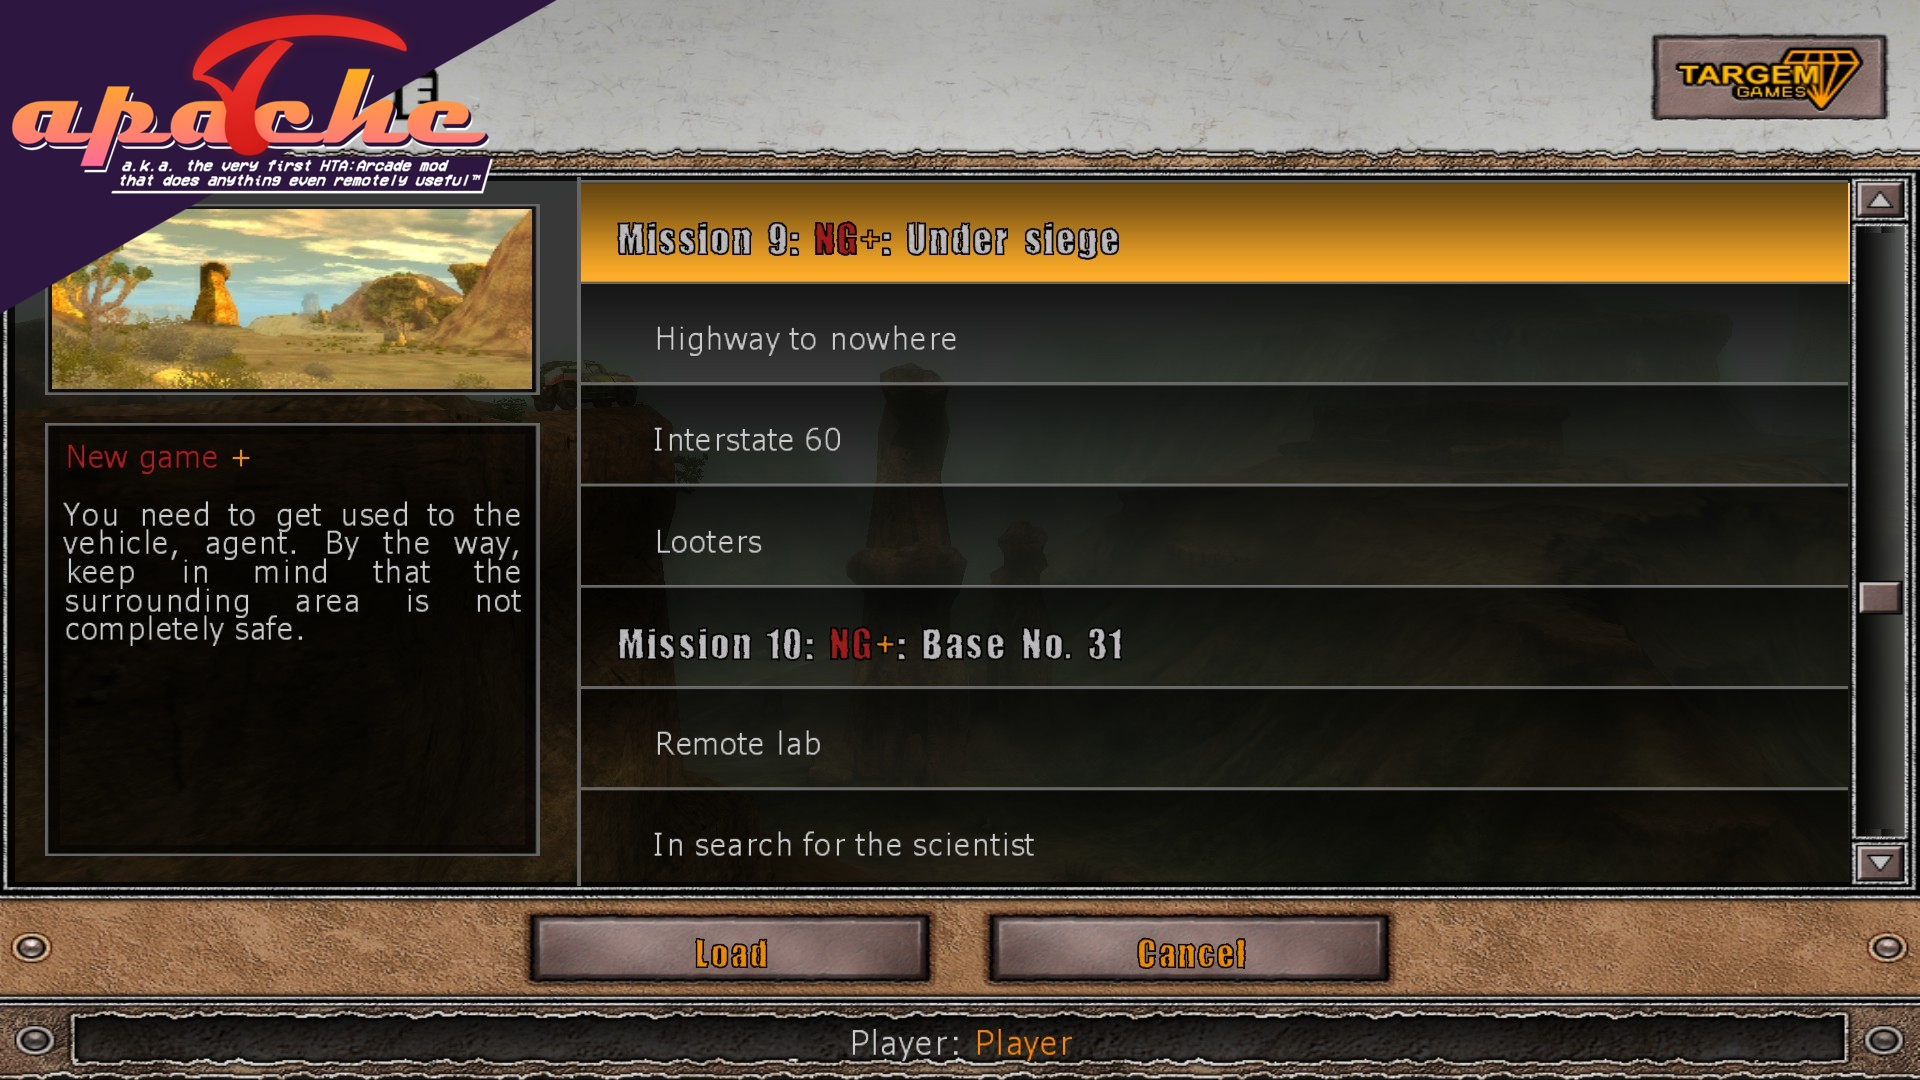 apaTche
a.k.a. the very first HTA:Arcade mod
that does anything even remotely useful™
TARGEM
GAMES
New game +
You need to get used to the
vehicle, agent. By the way,
keep in mind that the
surrounding area is not
completely safe.
Mission 9: NG+: Under siege
Highway to nowhere
Interstate 60
Looters
Mission 10: NG+: Base No. 31
Remote lab
In search for the scientist
Load
Cancel
Player: Player